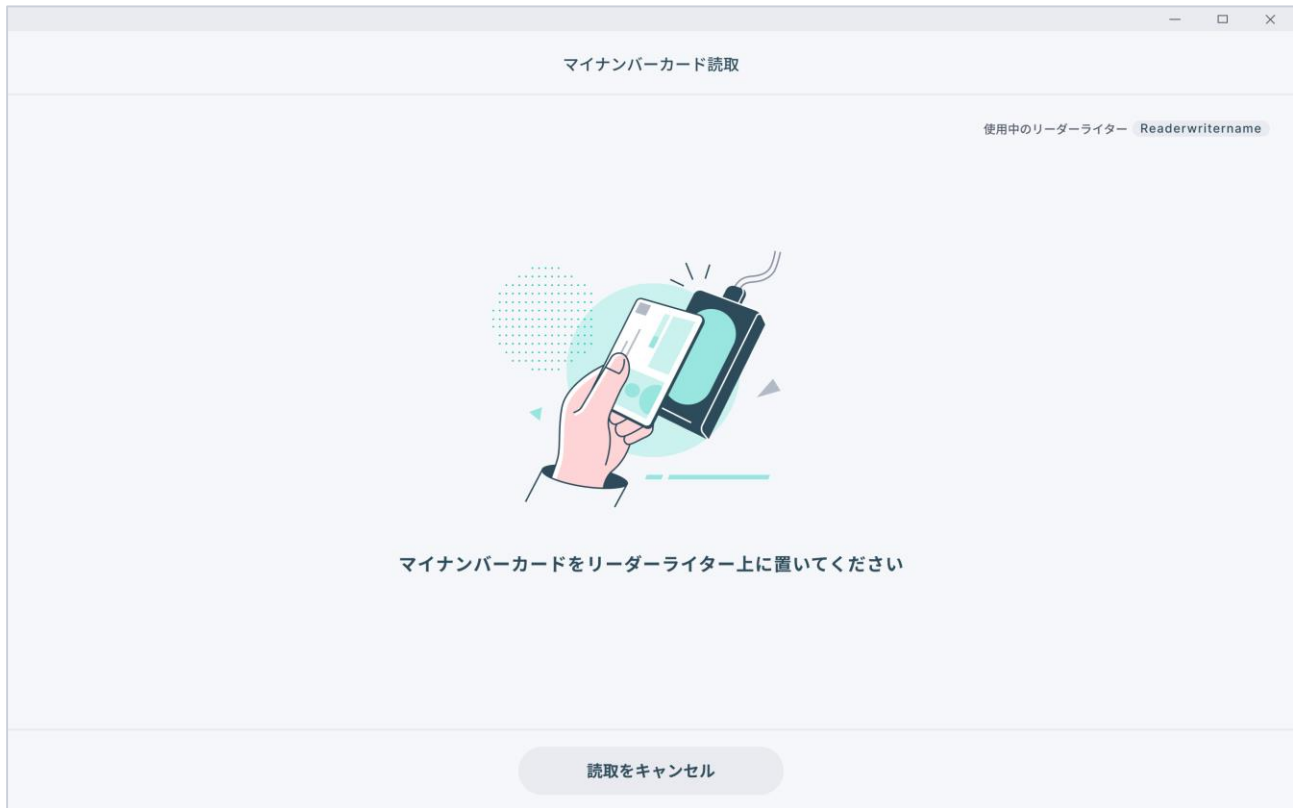 マイナンバーカード読取
使用中のリーダーライター Readerwritername
マイナンバーカードをリーダーライター上に置いてください
読取をキャンセル